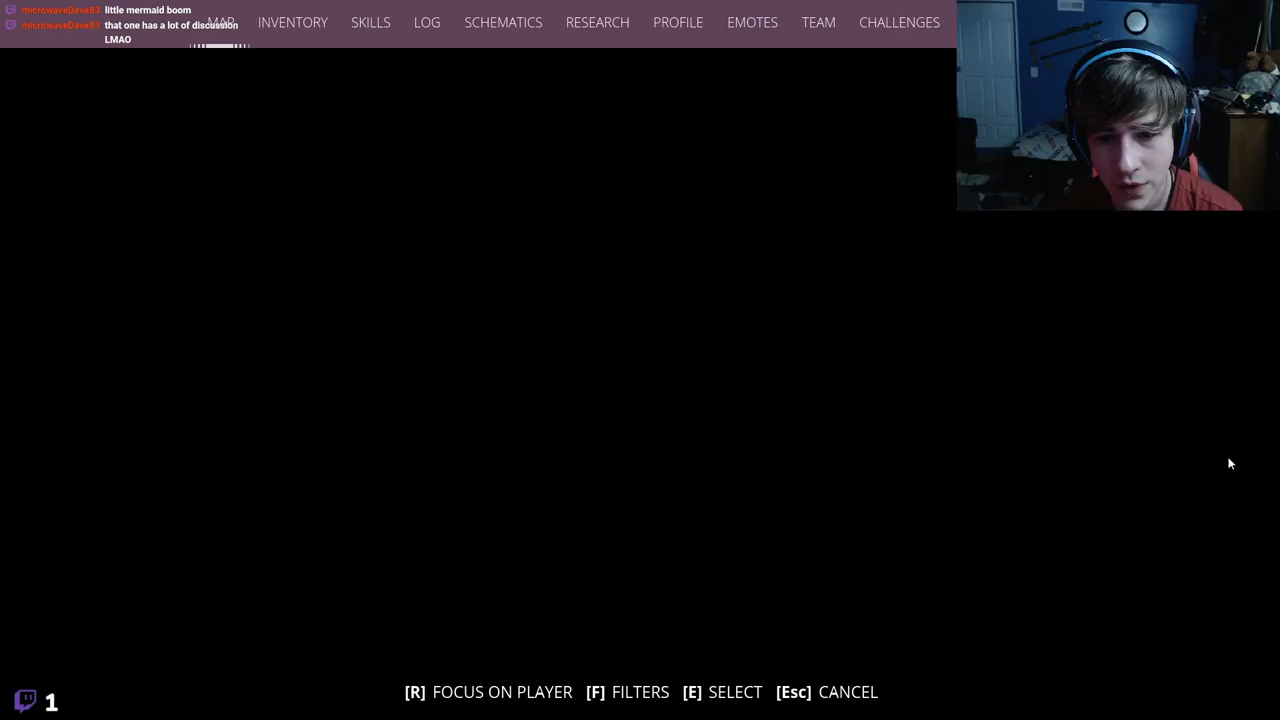 microwaveDave83 little mermaid boom
microwaveDave83 that one has a lot of discussion
LMAO
MAP INVENTORY SKILLS LOG SCHEMATICS RESEARCH PROFILE EMOTES TEAM CHALLENGES
1
[R] FOCUS ON PLAYER [F] FILTERS [E] SELECT [Esc] CANCEL